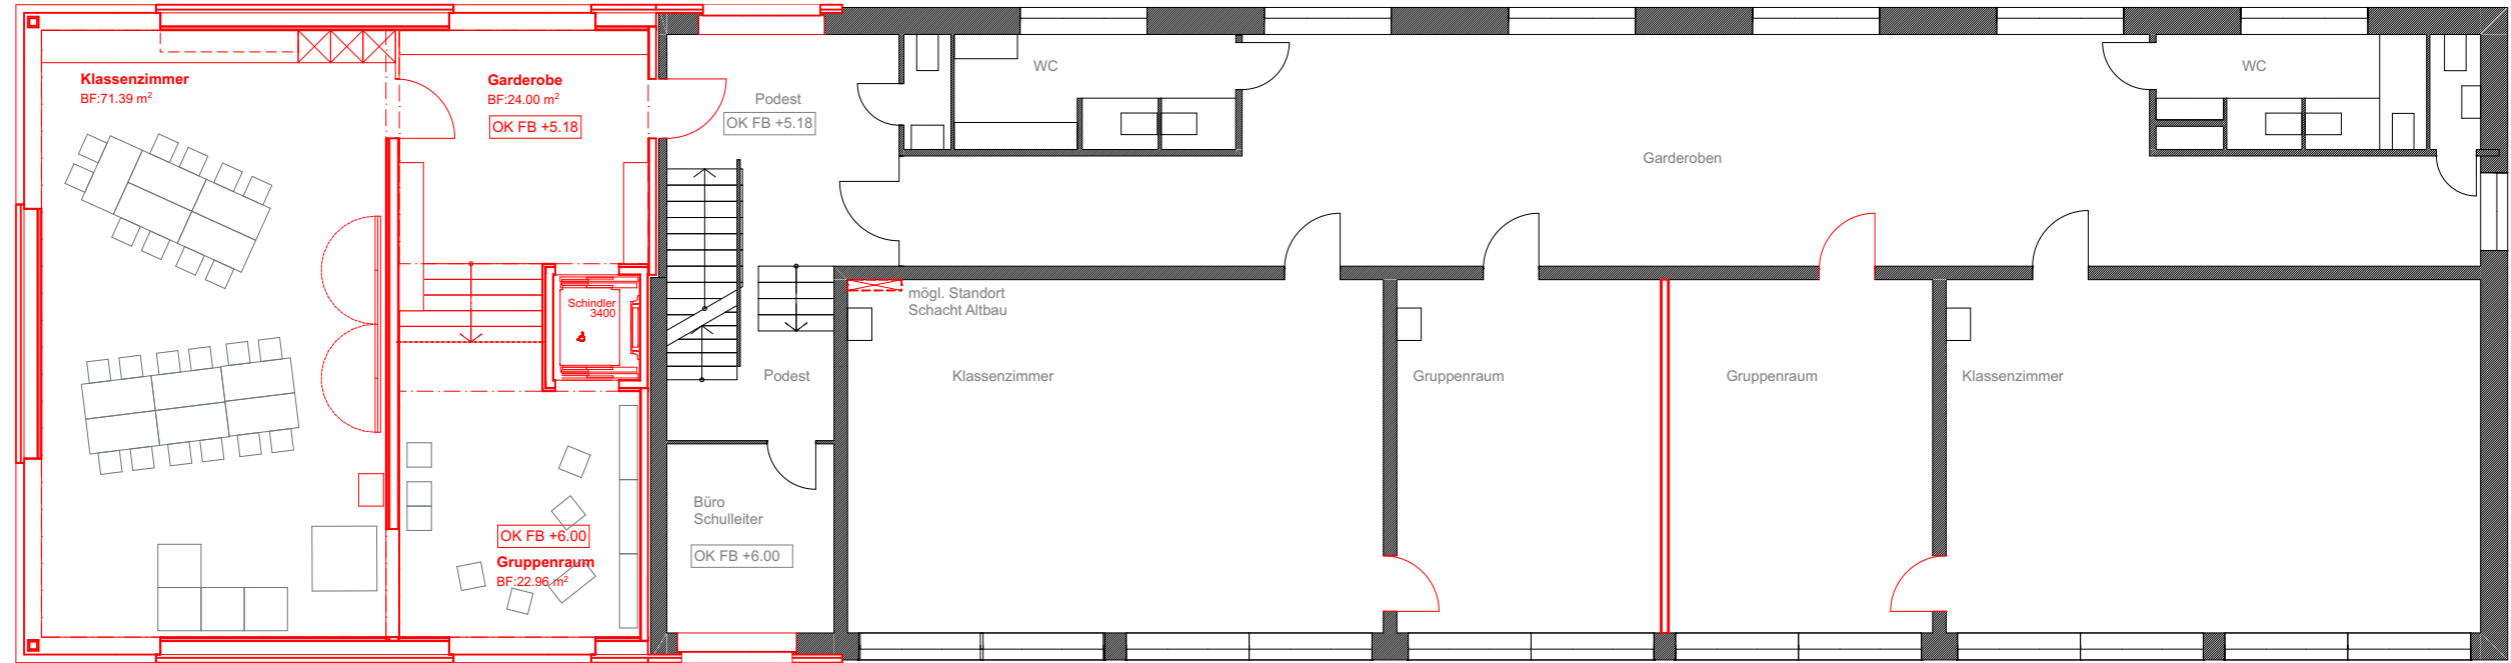 Klassenzimmer
BF:71.39 m²
Garderobe
BF:24.00 m²
OK FB +5.18
Podest
OK FB +5.18
WC
Garderoben
WC
Schindler
3400
mögl. Standort
Schacht Altbau
Podest
Klassenzimmer
Gruppenraum
Gruppenraum
Klassenzimmer
Büro
Schulleiter
OK FB +6.00
OK FB +6.00
Gruppenraum
BF:22.96 m²